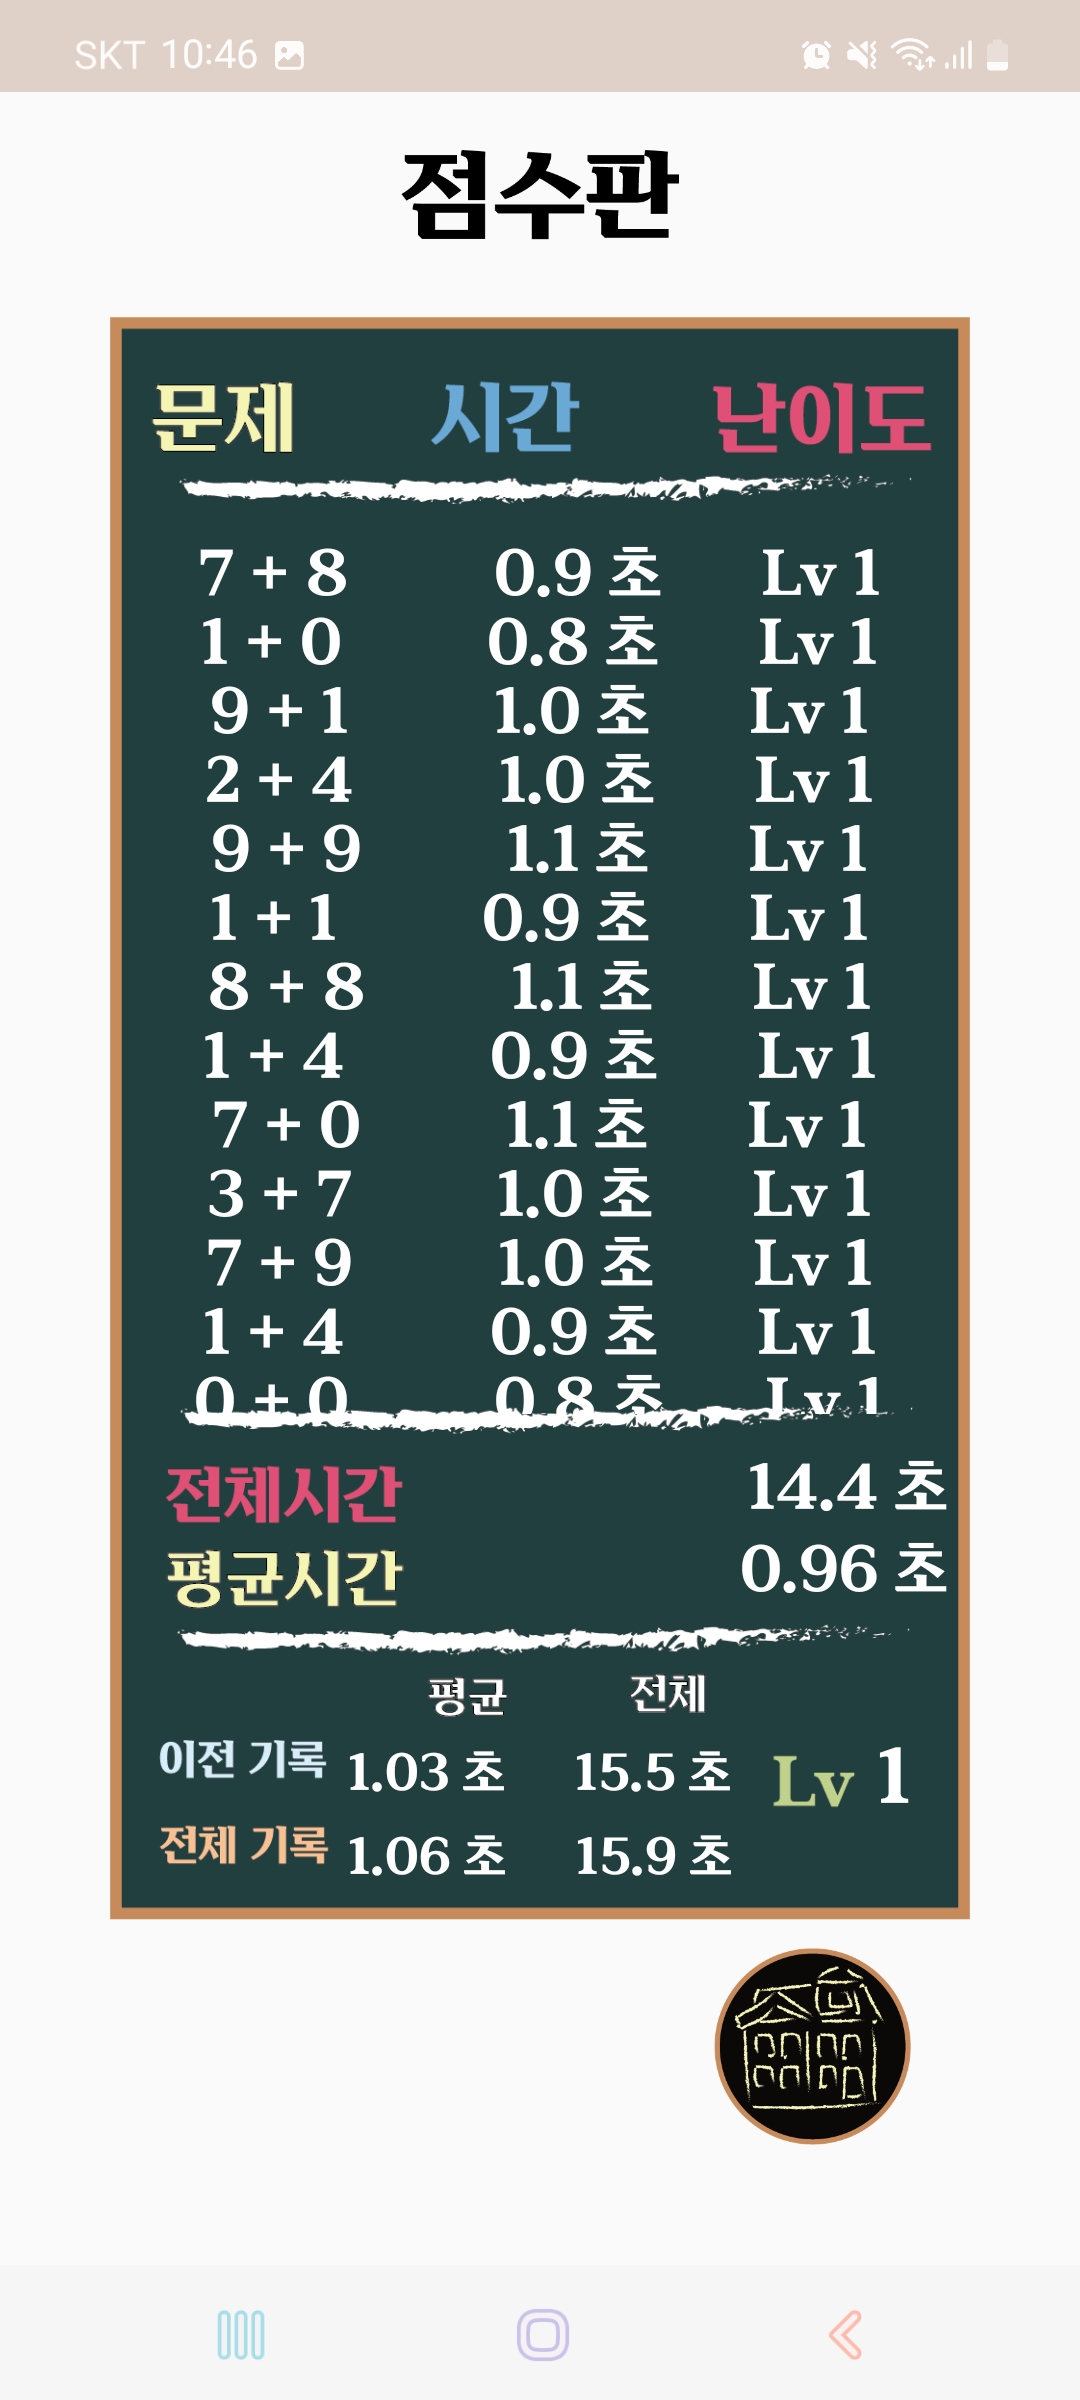 SKT 10:46
점수판
문제 시간 난이도
7 + 8 0.9 초 Lv 1
1 + 0 0.8 초 Lv 1
9 + 1 1.0 초 Lv 1
2 + 4 1.0 초 Lv 1
9 + 9 1.1 초 Lv 1
1 + 1 0.9 초 Lv 1
8 + 8 1.1 초 Lv 1
1 + 4 0.9 초 Lv 1
7 + 0 1.1 초 Lv 1
3 + 7 1.0 초 Lv 1
7 + 9 1.0 초 Lv 1
1 + 4 0.9 초 Lv 1
0 + 0 0.8 초 Lv 1
전체시간 14.4 초
평균시간 0.96 초
평균 전체
이전 기록 1.03 초 15.5 초 Lv 1
전체 기록 1.06 초 15.9 초